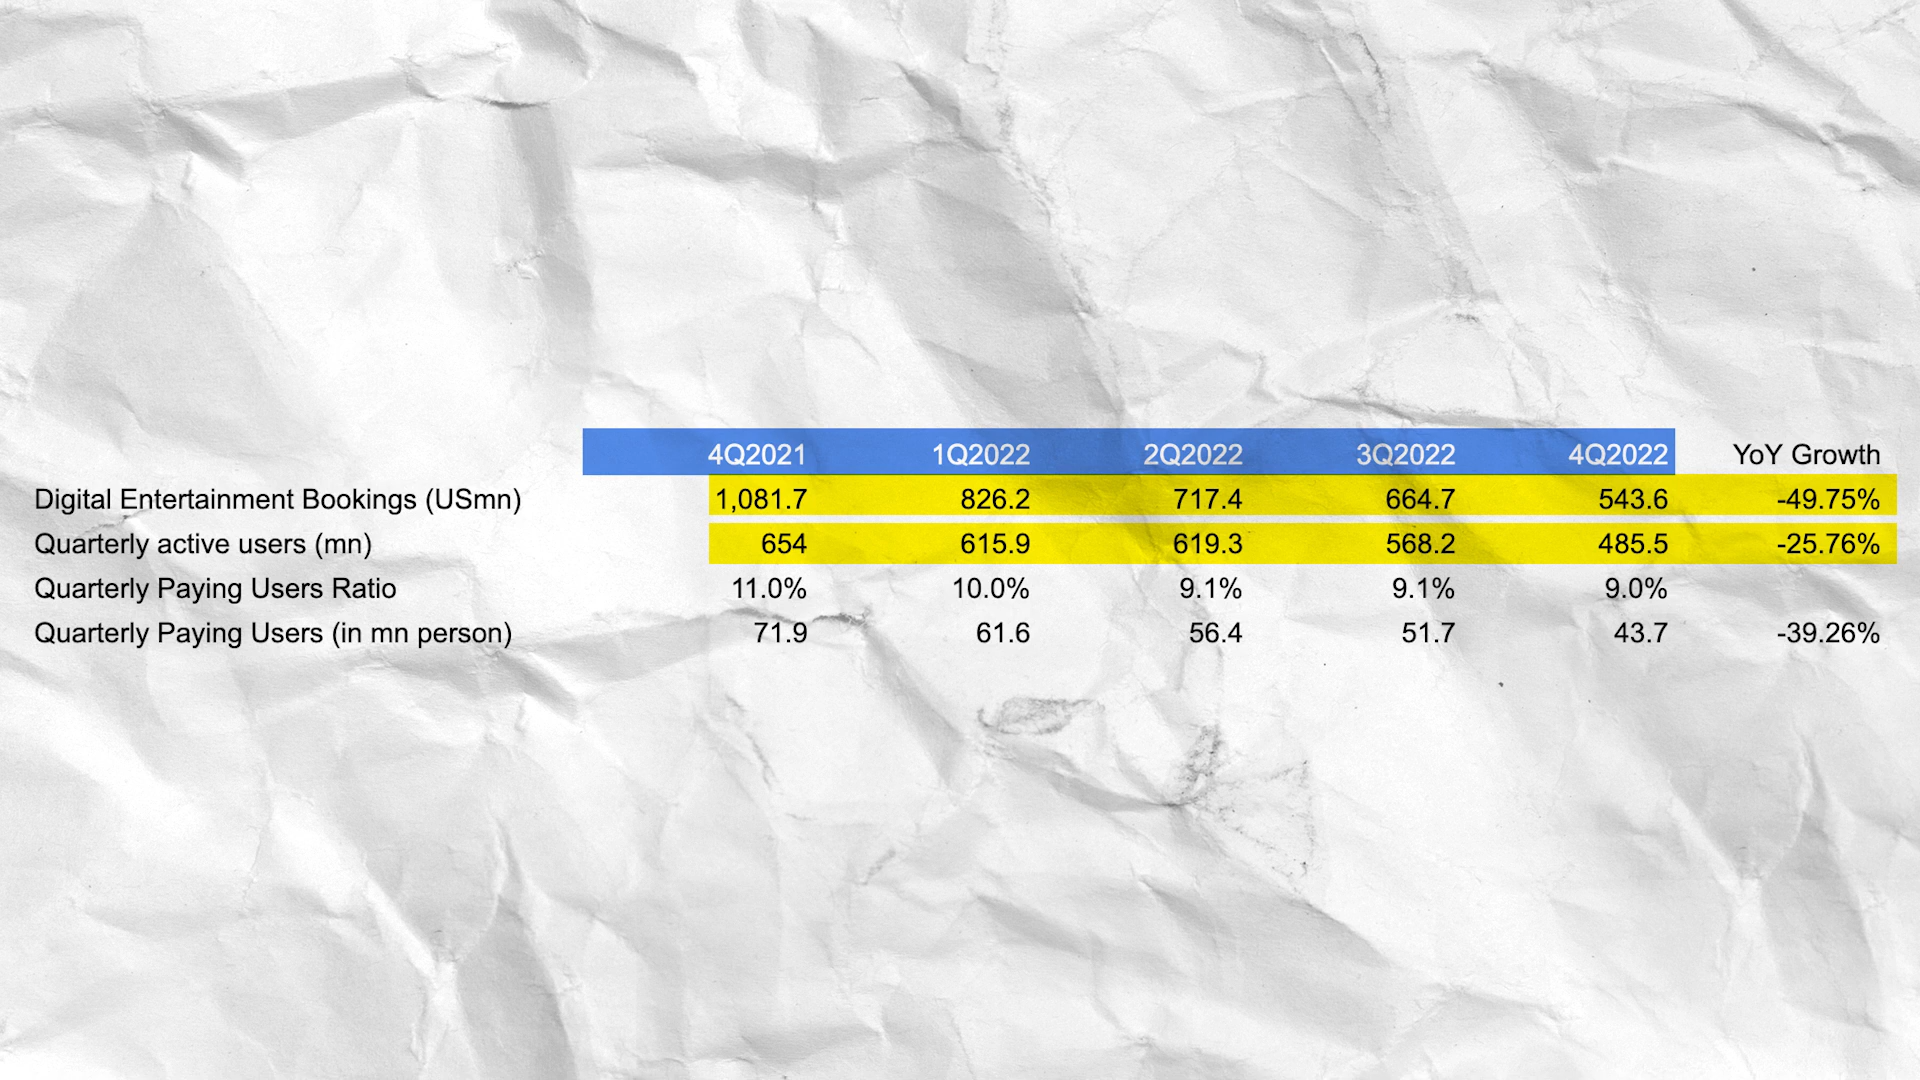 4Q2021 1Q2022 2Q2022 3Q2022 4Q2022 YoY Growth
Digital Entertainment Bookings (USmn) 1,081.7 826.2 717.4 664.7 543.6 -49.75%
Quarterly active users (mn) 654 615.9 619.3 568.2 485.5 -25.76%
Quarterly Paying Users Ratio 11.0% 10.0% 9.1% 9.1% 9.0%
Quarterly Paying Users (in mn person) 71.9 61.6 56.4 51.7 43.7 -39.26%